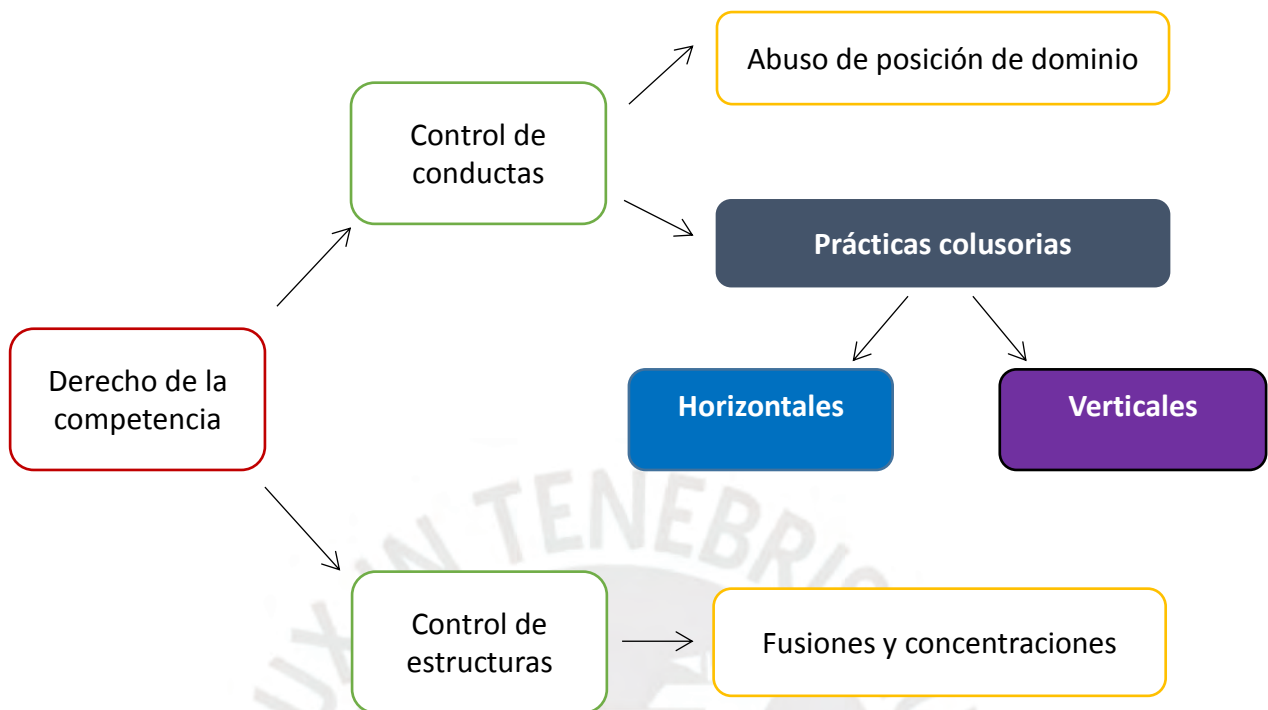 Abuso de posición de dominio
Control de
conductas
Prácticas colusorias
Horizontales
Verticales
Derecho de la
competencia
TENEBRIS
Control de
estructuras
Fusiones y concentraciones